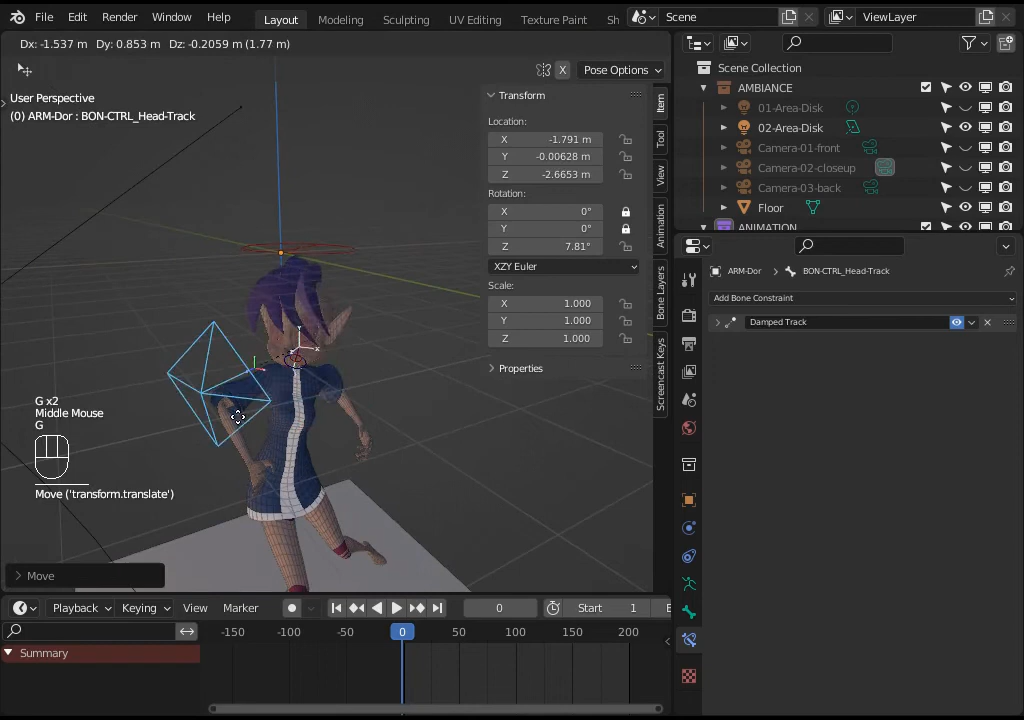 File Edit Render Window Help Layout Modeling Sculpting UV Editing Texture Paint Sh Scene ViewLayer
Dx: -1.537 m Dy: 0.853 m Dz: -0.2059 m (1.77 m)
X Pose Options
User Perspective
(0) ARM-Dor : BON-CTRL_Head-Track
Transform
Location:
X -1.791 m
Y -0.00628 m
Z -2.6653 m
Rotation:
X 0°
Y 0°
Z 7.81°
XZY Euler
Scale:
X 1.000
Y 1.000
Z 1.000
Properties
Item
Tool
View
Animation
Bone Layers
Screencast Keys
Scene Collection
AMBIANCE
01-Area-Disk
02-Area-Disk
Camera-01-front
Camera-02-closeup
Camera-03-back
Floor
ANIMATION
ARM-Dor BON-CTRL_Head-Track
Add Bone Constraint
Damped Track
G x2
Middle Mouse
G
Move ('transform.translate')
Move
Playback Keying View Marker 0 Start 1 E
-150 -100 -50 0 50 100 150 200
Summary